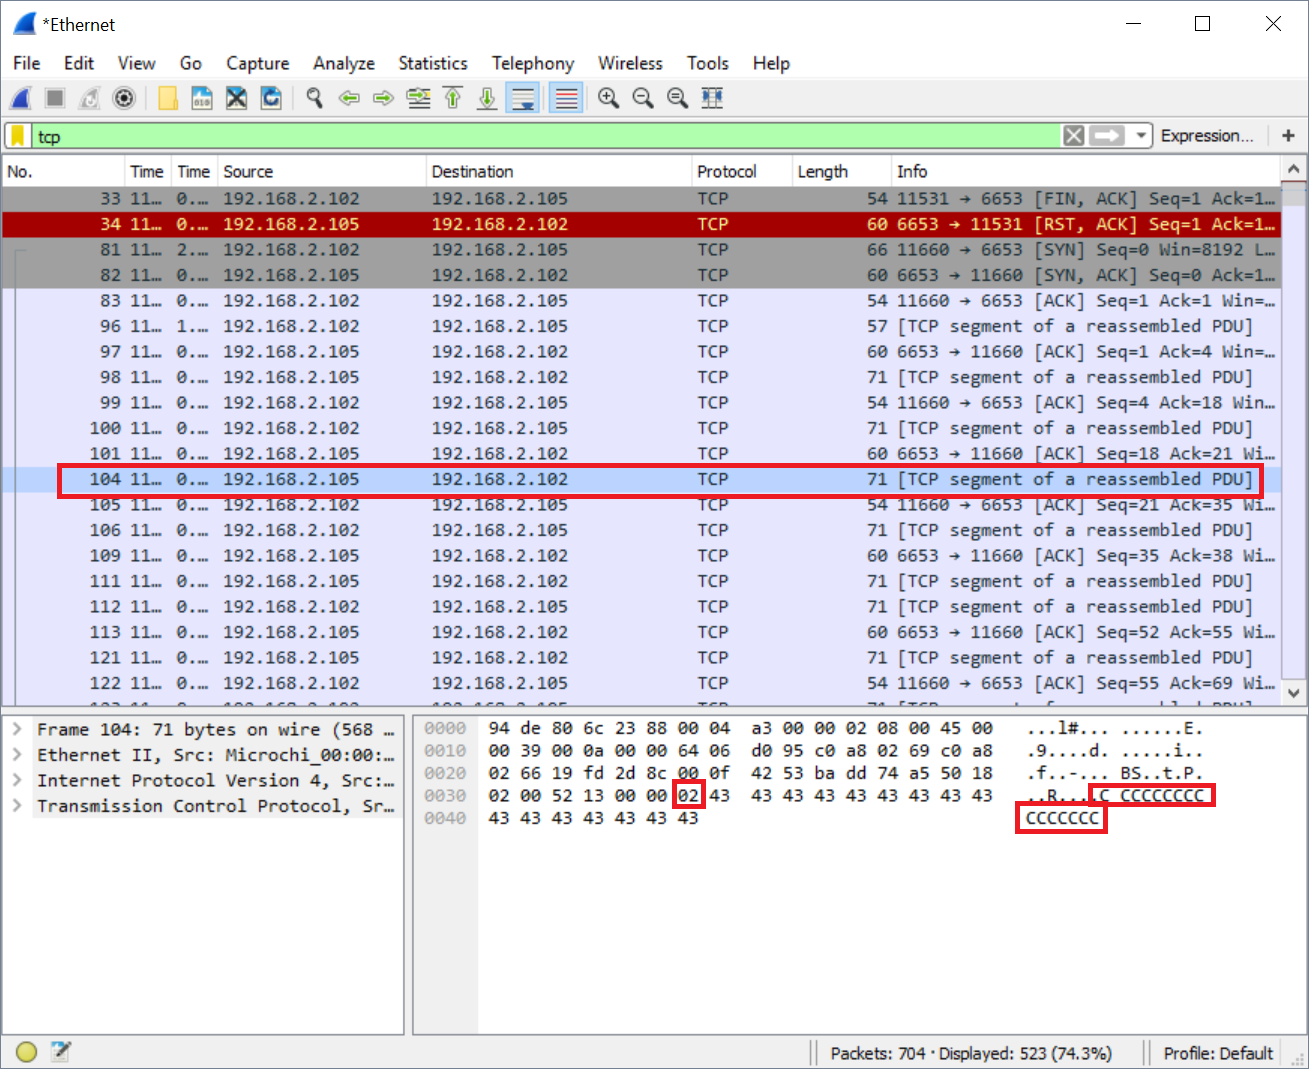 *Ethernet
File Edit View Go Capture Analyze Statistics Telephony Wireless Tools Help
tcp Expression... +
No. Time Time Source Destination Protocol Length Info
33 11… 0.… 192.168.2.102 192.168.2.105 TCP 54 11531 → 6653 [FIN, ACK] Seq=1 Ack=1…
34 11… 0.… 192.168.2.105 192.168.2.102 TCP 60 6653 → 11531 [RST, ACK] Seq=1 Ack=1…
81 11… 2.… 192.168.2.102 192.168.2.105 TCP 66 11660 → 6653 [SYN] Seq=0 Win=8192 L…
82 11… 0.… 192.168.2.105 192.168.2.102 TCP 60 6653 → 11660 [SYN, ACK] Seq=0 Ack=1…
83 11… 0.… 192.168.2.102 192.168.2.105 TCP 54 11660 → 6653 [ACK] Seq=1 Ack=1 Win=…
96 11… 1.… 192.168.2.102 192.168.2.105 TCP 57 [TCP segment of a reassembled PDU]
97 11… 0.… 192.168.2.105 192.168.2.102 TCP 60 6653 → 11660 [ACK] Seq=1 Ack=4 Win=…
98 11… 0.… 192.168.2.105 192.168.2.102 TCP 71 [TCP segment of a reassembled PDU]
99 11… 0.… 192.168.2.102 192.168.2.105 TCP 54 11660 → 6653 [ACK] Seq=4 Ack=18 Win…
100 11… 0.… 192.168.2.102 192.168.2.105 TCP 71 [TCP segment of a reassembled PDU]
101 11… 0.… 192.168.2.105 192.168.2.102 TCP 60 6653 → 11660 [ACK] Seq=18 Ack=21 Wi…
104 11… 0.… 192.168.2.105 192.168.2.102 TCP 71 [TCP segment of a reassembled PDU]
105 11… 0.… 192.168.2.102 192.168.2.105 TCP 54 11660 → 6653 [ACK] Seq=21 Ack=35 Wi…
106 11… 0.… 192.168.2.102 192.168.2.105 TCP 71 [TCP segment of a reassembled PDU]
109 11… 0.… 192.168.2.105 192.168.2.102 TCP 60 6653 → 11660 [ACK] Seq=35 Ack=38 Wi…
111 11… 0.… 192.168.2.105 192.168.2.102 TCP 71 [TCP segment of a reassembled PDU]
112 11… 0.… 192.168.2.102 192.168.2.105 TCP 71 [TCP segment of a reassembled PDU]
113 11… 0.… 192.168.2.105 192.168.2.102 TCP 60 6653 → 11660 [ACK] Seq=52 Ack=55 Wi…
121 11… 0.… 192.168.2.105 192.168.2.102 TCP 71 [TCP segment of a reassembled PDU]
122 11… 0.… 192.168.2.102 192.168.2.105 TCP 54 11660 → 6653 [ACK] Seq=55 Ack=69 Wi…
Frame 104: 71 bytes on wire (568 …
Ethernet II, Src: Microchi_00:00:…
Internet Protocol Version 4, Src:…
Transmission Control Protocol, Sr…
0000 94 de 80 6c 23 88 00 04 a3 00 00 02 08 00 45 00 ...l#... ......E.
0010 00 39 00 0a 00 00 64 06 d0 95 c0 a8 02 69 c0 a8 .9....d. .....i..
0020 02 66 19 fd 2d 8c 00 0f 42 53 ba dd 74 a5 50 18 .f..-... BS..t.P.
0030 02 00 52 13 00 00 02 43 43 43 43 43 43 43 43 43 ..R....C CCCCCCCC
0040 43 43 43 43 43 43 43 CCCCCCC
Packets: 704 · Displayed: 523 (74.3%) Profile: Default